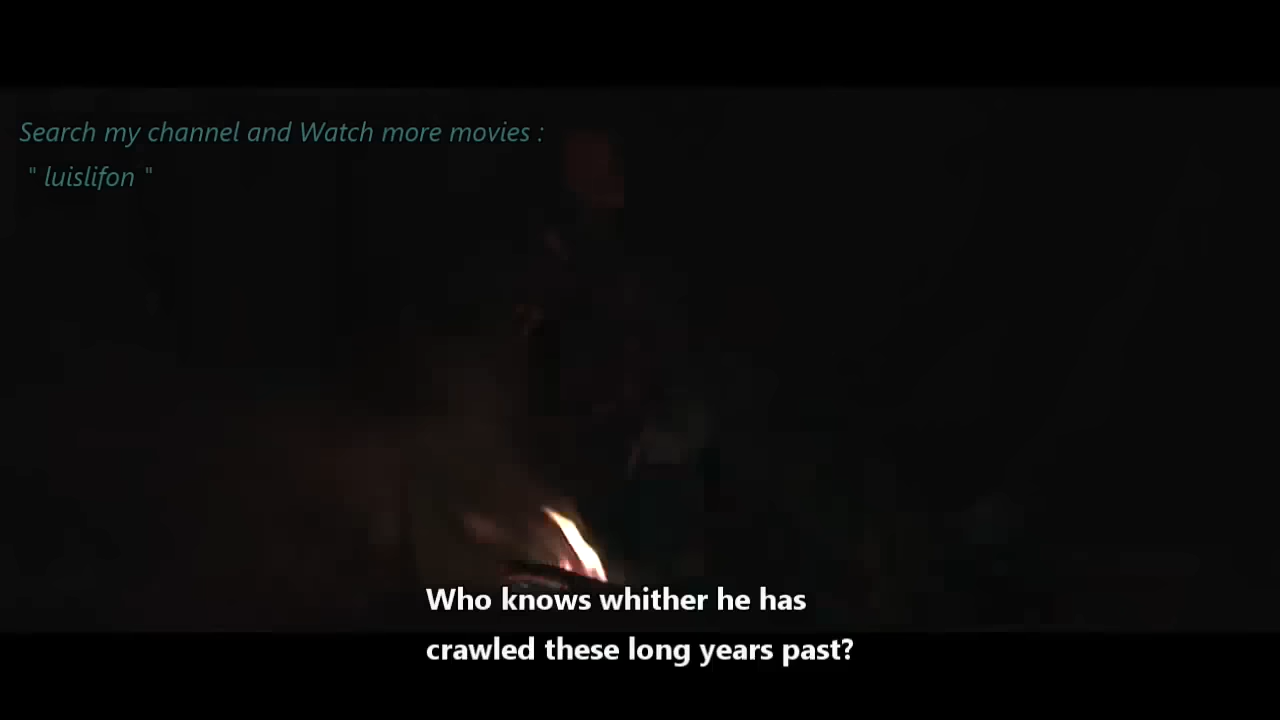 Search my channel and Watch more movies :
" luislifon "
Who knows whither he has
crawled these long years past?